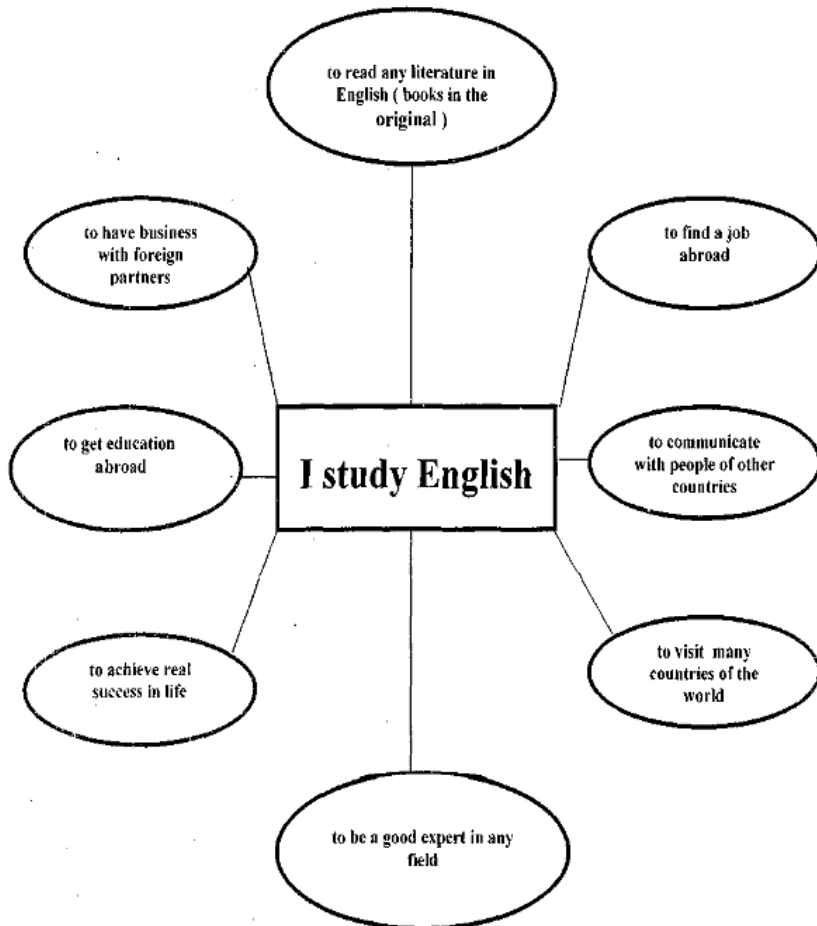 to read any literature in
English ( books in the
original )
to have business
with foreign
partners
to find a job
abroad
to get education
abroad
I study English
to communicate
with people of other
countries
to achieve real
success in life
to visit many
countries of the
world
to be a good expert in any
field